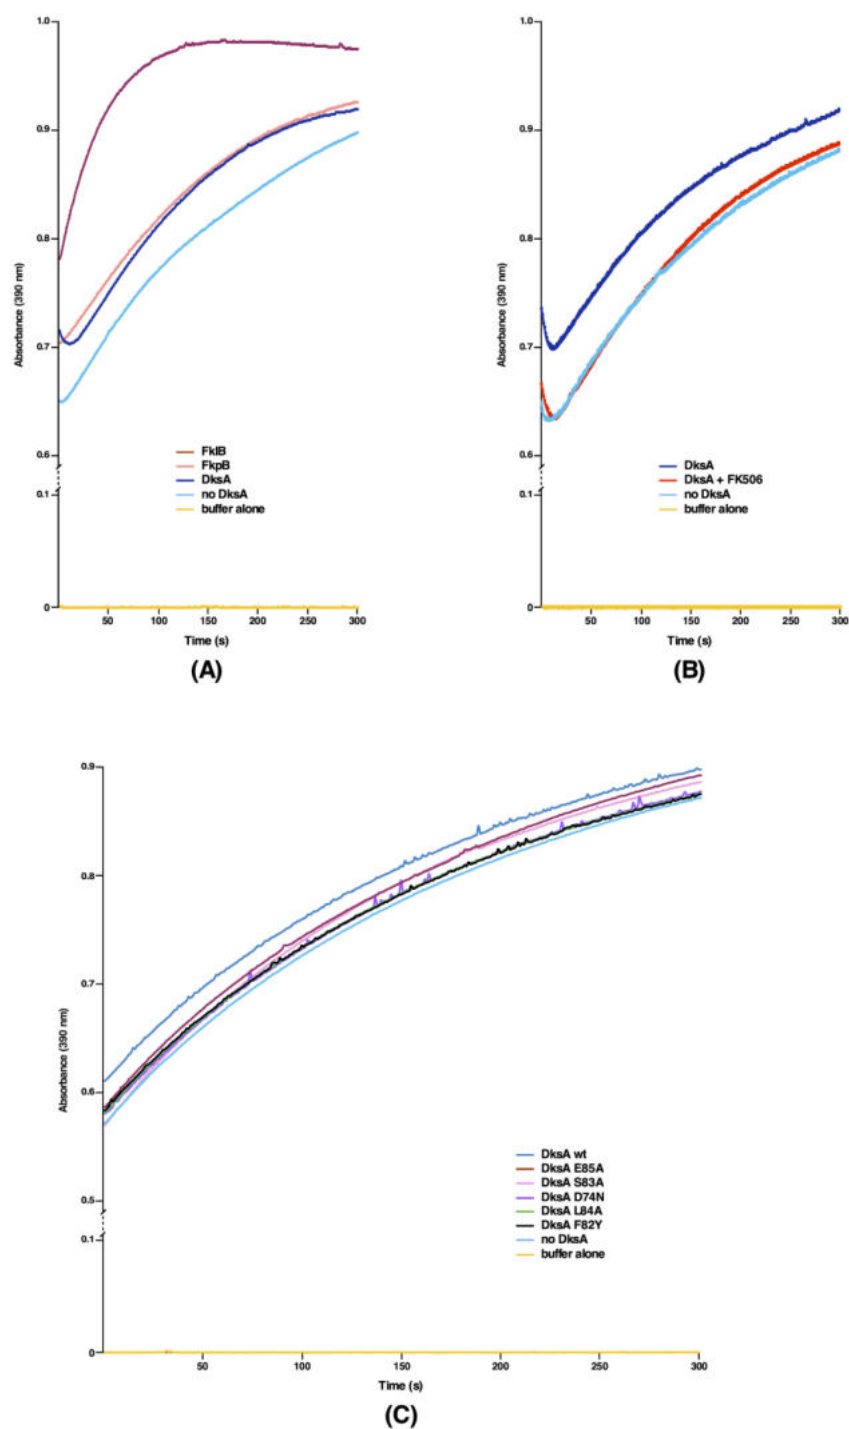 1.0
0.9
0.8
0.7
0.6
0.1
0
Absorbance (390 nm)
FklB
FkpB
DksA
no DksA
buffer alone
50 100 150 200 250 300
Time (s)
(A)
1.0
0.9
0.8
0.7
0.6
0.1
0
Absorbance (390 nm)
DksA
DksA + FK506
no DksA
buffer alone
50 100 150 200 250 300
Time (s)
(B)
0.9
0.8
0.7
0.6
0.5
0.1
0
Absorbance (390 nm)
DksA wt
DksA E85A
DksA S83A
DksA D74N
DksA L84A
DksA F82Y
no DksA
buffer alone
50 100 150 200 250 300
Time (s)
(C)